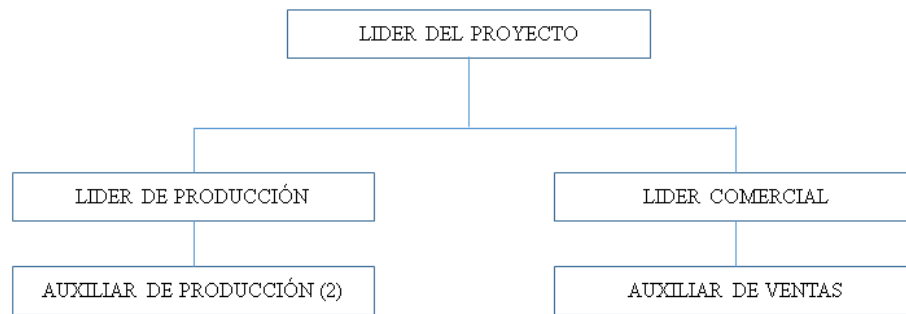 LIDER DEL PROYECTO
LIDER DE PRODUCCIÓN
LIDER COMERCIAL
AUXILIAR DE PRODUCCIÓN (2)
AUXILIAR DE VENTAS